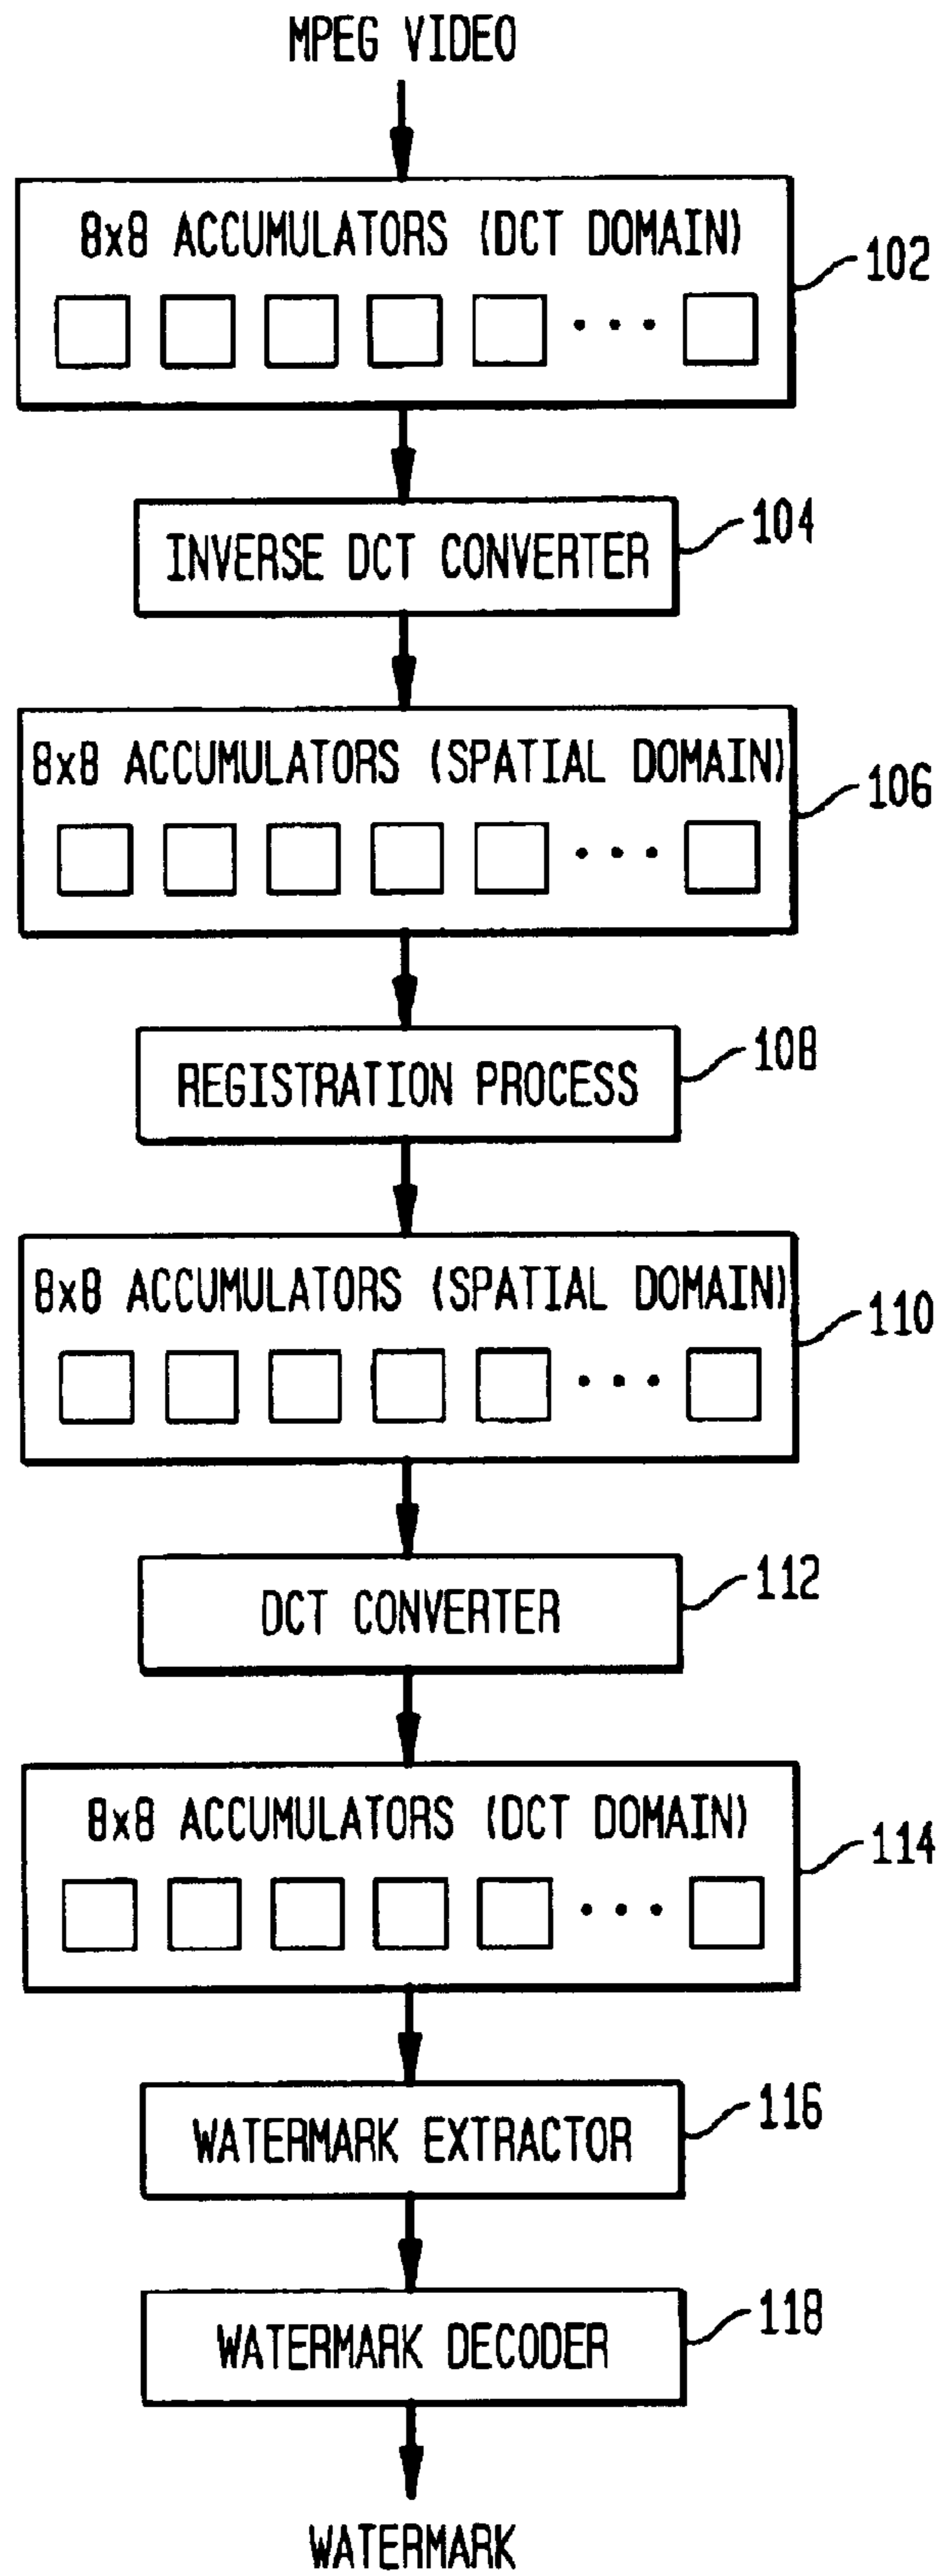 MPEG VIDEO
8x8 ACCUMULATORS (DCT DOMAIN)
102
INVERSE DCT CONVERTER
104
8x8 ACCUMULATORS (SPATIAL DOMAIN)
106
REGISTRATION PROCESS
108
8x8 ACCUMULATORS (SPATIAL DOMAIN)
110
DCT CONVERTER
112
8x8 ACCUMULATORS (DCT DOMAIN)
114
WATERMARK EXTRACTOR
116
WATERMARK DECODER
118
WATERMARK